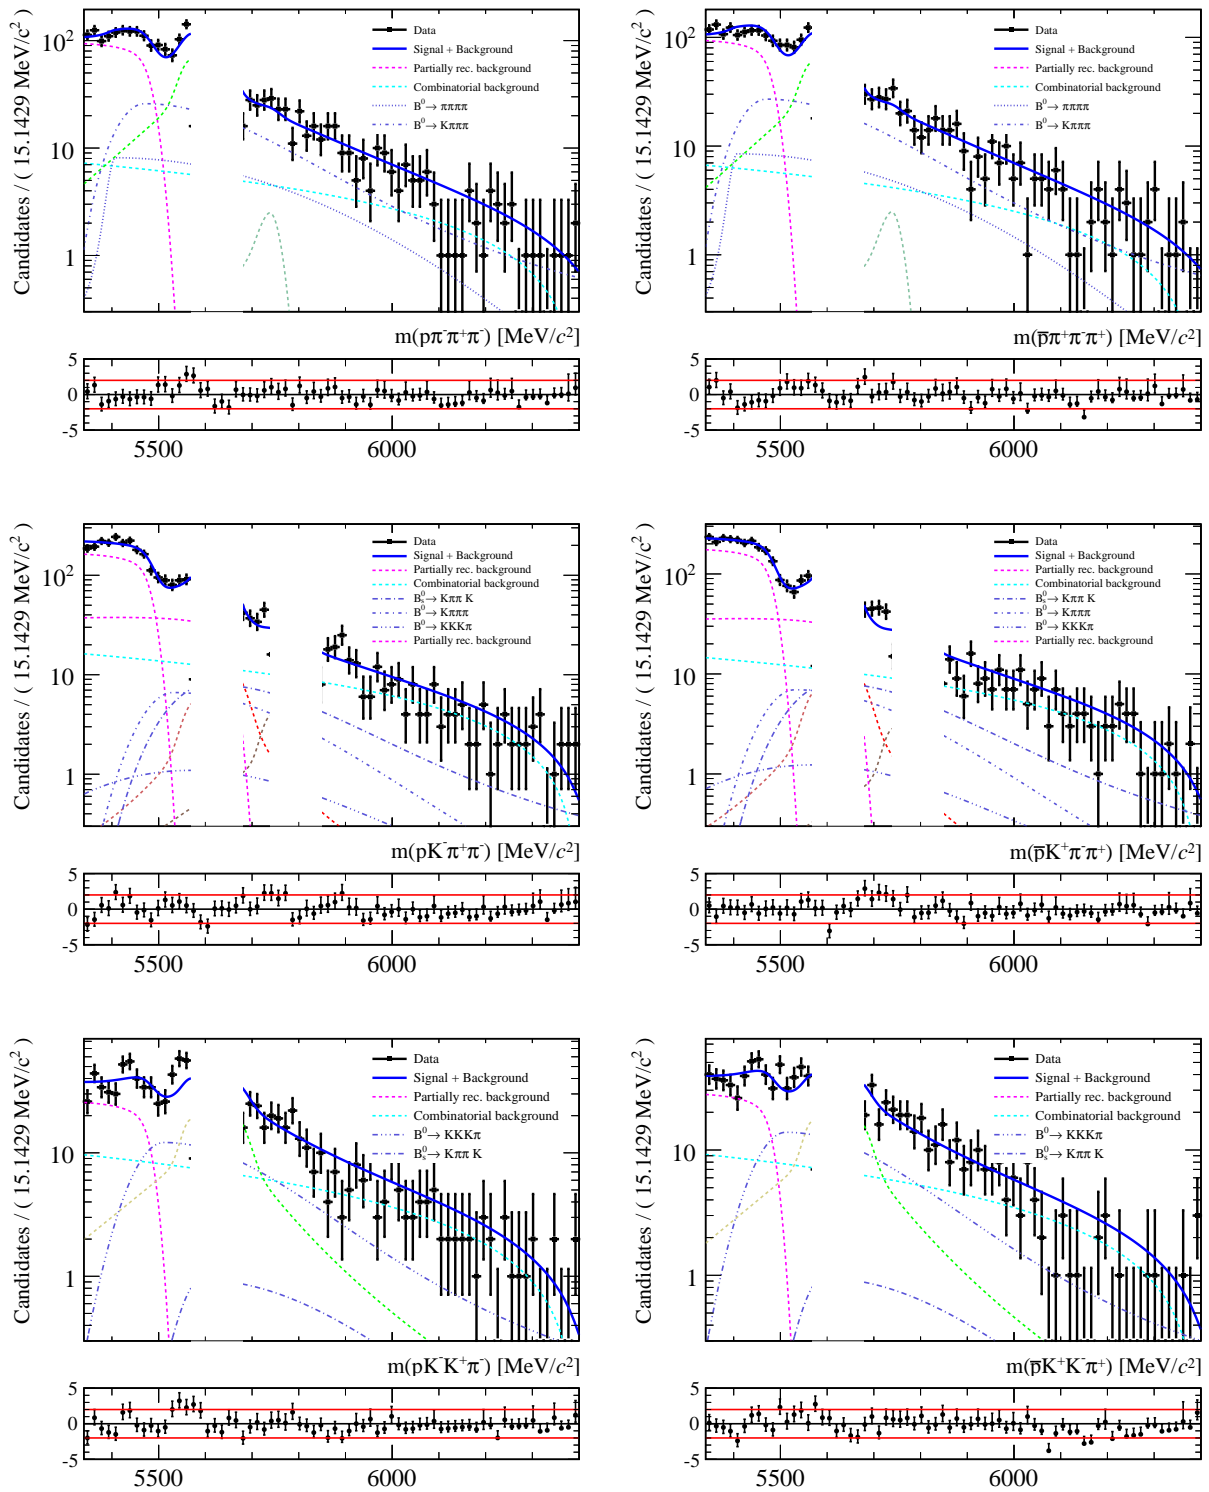 Candidates / ( 15.1429 MeV/c² )
10²
10
1
Data
Signal + Background
Partially rec. background
Combinatorial background
B⁰→ ππππ
B⁰→ Kπππ
m(pπ⁻π⁺π⁻) [MeV/c²]
5
0
-5
5500
6000
Candidates / ( 15.1429 MeV/c² )
10²
10
1
Data
Signal + Background
Partially rec. background
Combinatorial background
B⁰→ ππππ
B⁰→ Kπππ
m(p̅π⁺π⁻π⁺) [MeV/c²]
5
0
-5
5500
6000
Candidates / ( 15.1429 MeV/c² )
10²
10
1
Data
Signal + Background
Partially rec. background
Combinatorial background
B⁰ₛ→ Kππ K
B⁰→ Kπππ
B⁰→ KKKπ
Partially rec. background
m(pK⁻π⁺π⁻) [MeV/c²]
5
0
-5
5500
6000
Candidates / ( 15.1429 MeV/c² )
10²
10
1
Data
Signal + Background
Partially rec. background
Combinatorial background
B⁰ₛ→ Kππ K
B⁰→ Kπππ
B⁰→ KKKπ
Partially rec. background
m(p̅K⁺π⁻π⁺) [MeV/c²]
5
0
-5
5500
6000
Candidates / ( 15.1429 MeV/c² )
10
1
Data
Signal + Background
Partially rec. background
Combinatorial background
B⁰→ KKKπ
B⁰ₛ→ Kππ K
m(pK⁻K⁺π⁻) [MeV/c²]
5
0
-5
5500
6000
Candidates / ( 15.1429 MeV/c² )
10
1
Data
Signal + Background
Partially rec. background
Combinatorial background
B⁰→ KKKπ
B⁰ₛ→ Kππ K
m(p̅K⁺K⁻π⁺) [MeV/c²]
5
0
-5
5500
6000